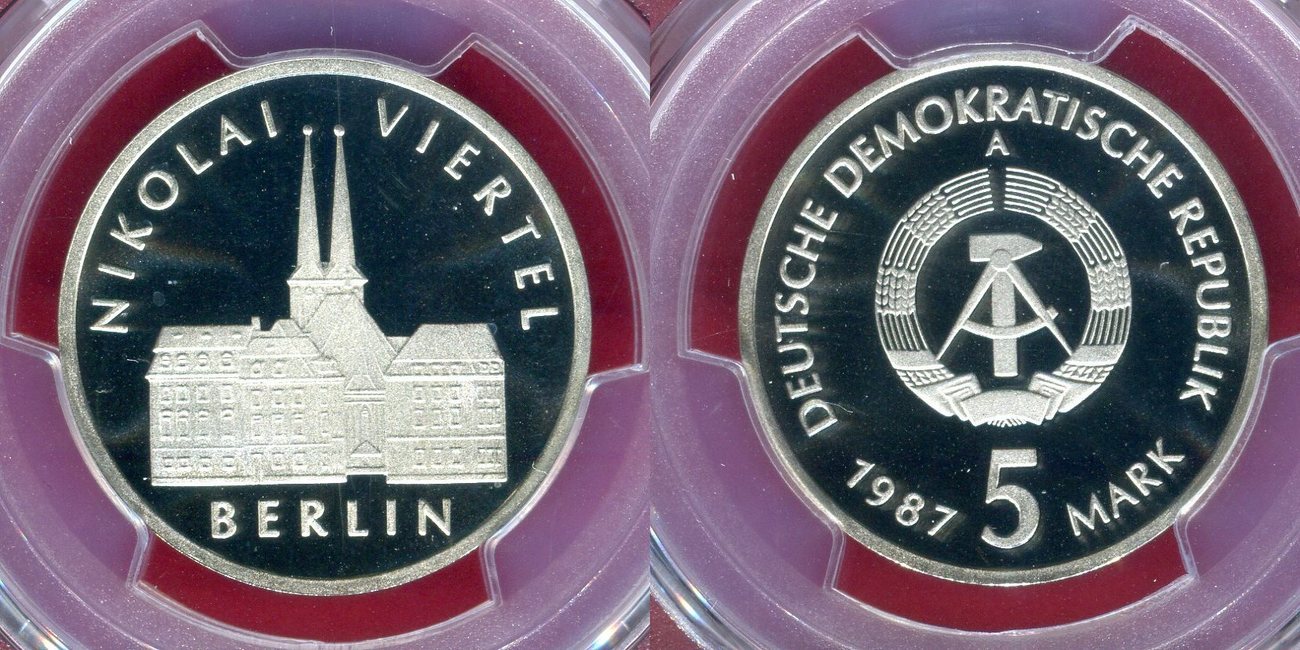 NIKOLAI VIERTEL
BERLIN
DEUTSCHE DEMOKRATISCHE REPUBLIK
A
1987 5 MARK